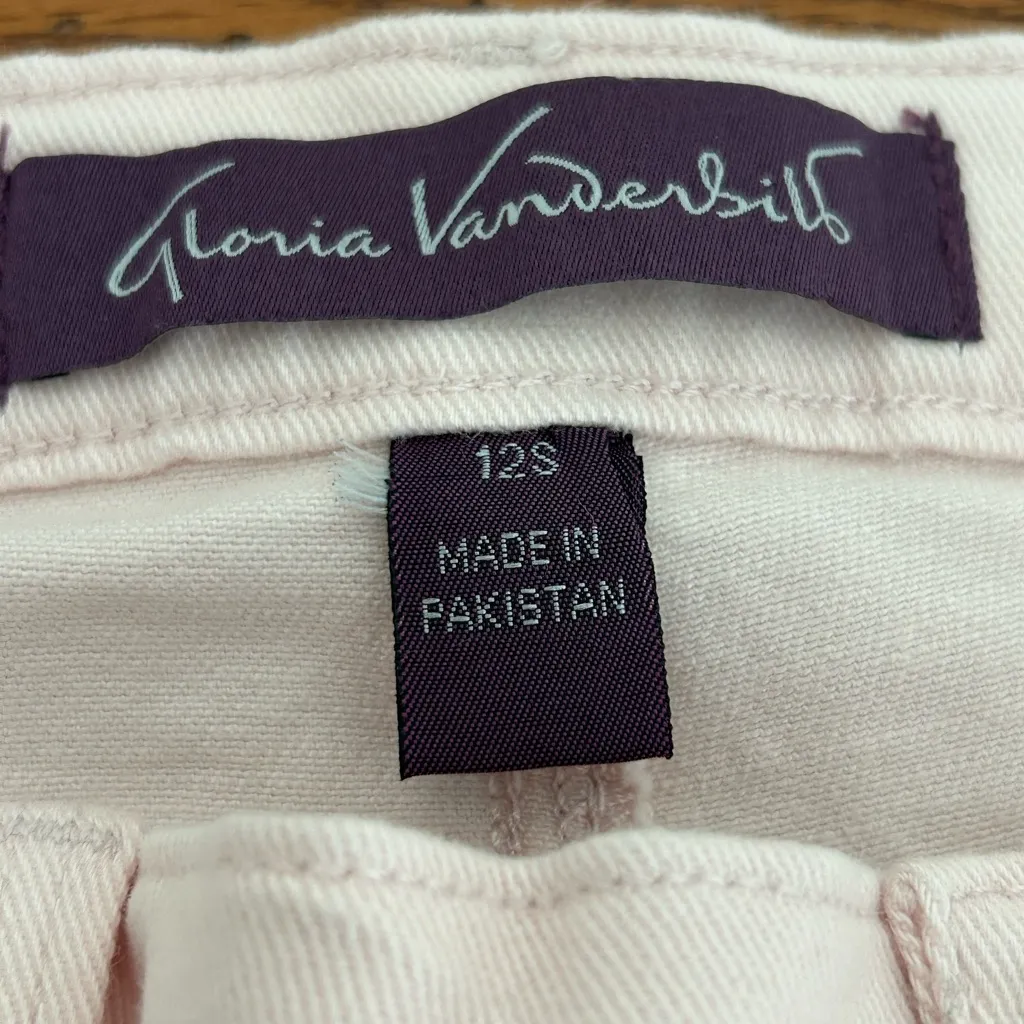 Gloria Vanderbilt
12S
MADE IN
PAKISTAN